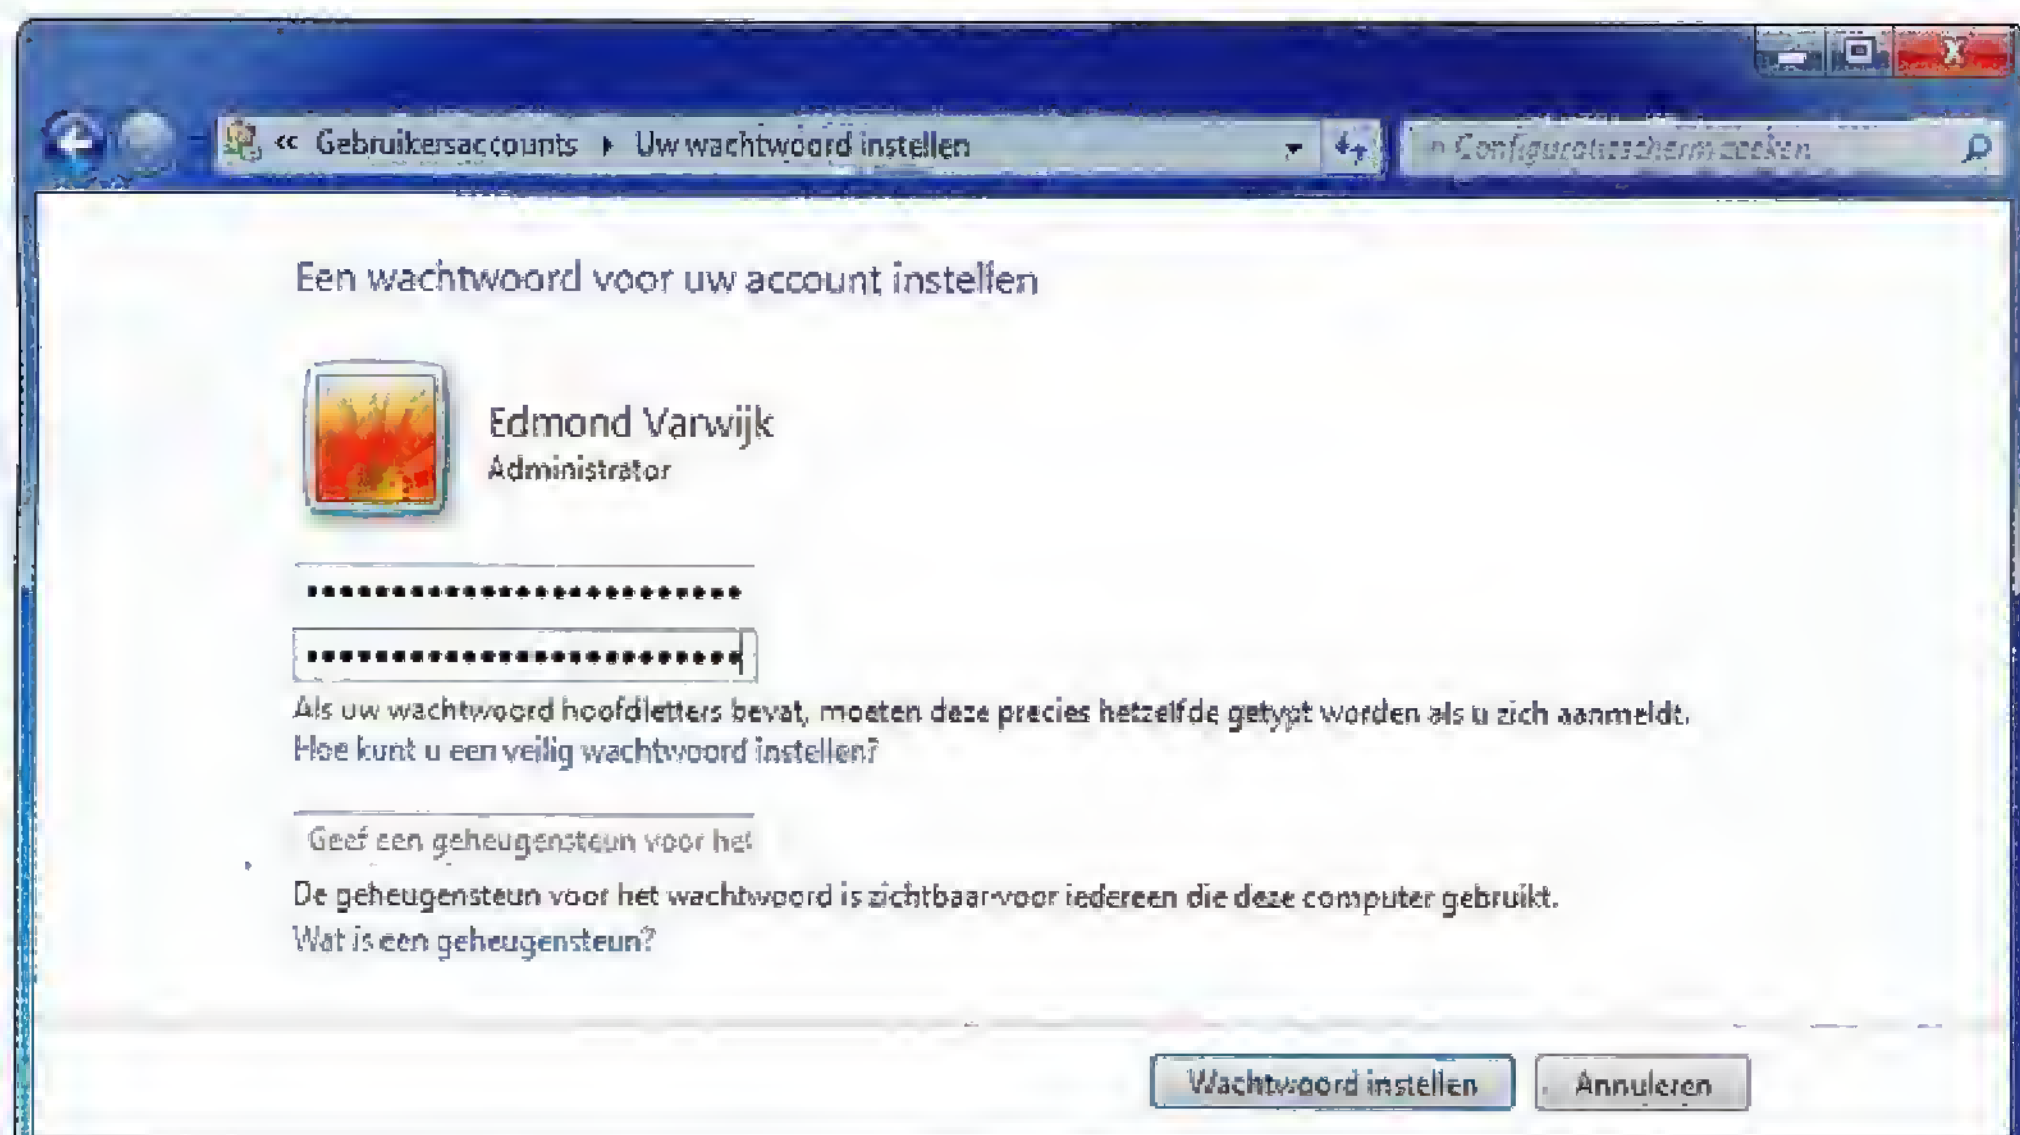 « Gebruikersaccounts ▸ Uw wachtwoord instellen
Configuratiescherm zoeken
Een wachtwoord voor uw account instellen
Edmond Varwijk
Administrator
Als uw wachtwoord hoofdletters bevat, moeten deze precies hetzelfde getypt worden als u zich aanmeldt.
Hoe kunt u een veilig wachtwoord instellen?
Geef een geheugensteun voor het
De geheugensteun voor het wachtwoord is zichtbaar voor iedereen die deze computer gebruikt.
Wat is een geheugensteun?
Wachtwoord instellen
Annuleren